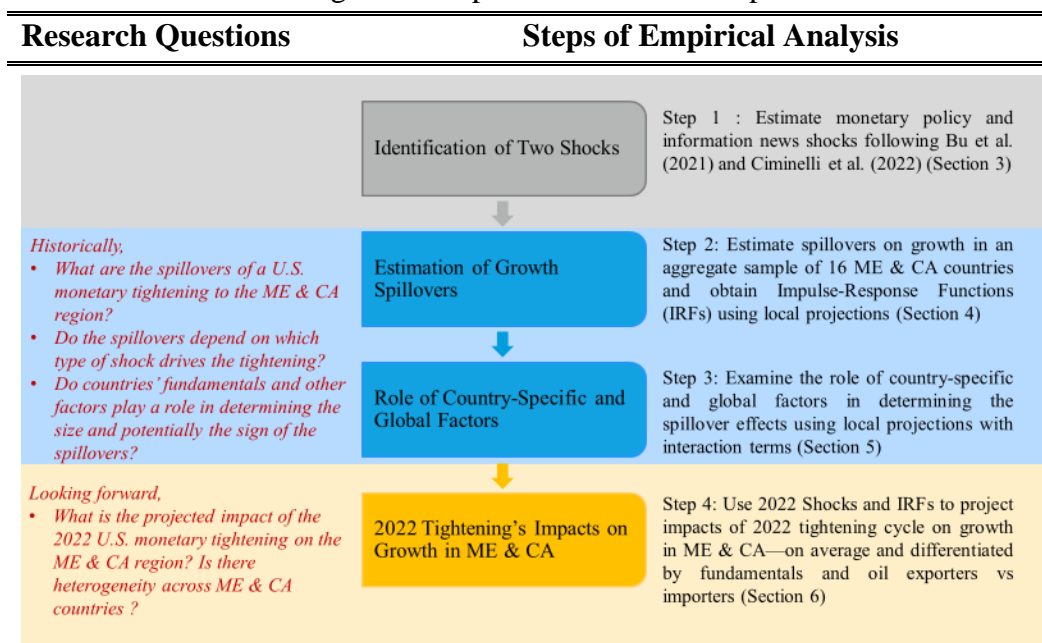 Research Questions
Steps of Empirical Analysis
Identification of Two Shocks
Step 1 : Estimate monetary policy and
information news shocks following Bu et al.
(2021) and Ciminelli et al. (2022) (Section 3)
Historically,
• What are the spillovers of a U.S.
monetary tightening to the ME & CA
region?
• Do the spillovers depend on which
type of shock drives the tightening?
• Do countries' fundamentals and other
factors play a role in determining the
size and potentially the sign of the
spillovers?
Estimation of Growth
Spillovers
Step 2: Estimate spillovers on growth in an
aggregate sample of 16 ME & CA countries
and obtain Impulse-Response Functions
(IRFs) using local projections (Section 4)
Role of Country-Specific and
Global Factors
Step 3: Examine the role of country-specific
and global factors in determining the
spillover effects using local projections with
interaction terms (Section 5)
Looking forward,
• What is the projected impact of the
2022 U.S. monetary tightening on the
ME & CA region? Is there
heterogeneity across ME & CA
countries ?
2022 Tightening's Impacts on
Growth in ME & CA
Step 4: Use 2022 Shocks and IRFs to project
impacts of 2022 tightening cycle on growth
in ME & CA—on average and differentiated
by fundamentals and oil exporters vs
importers (Section 6)